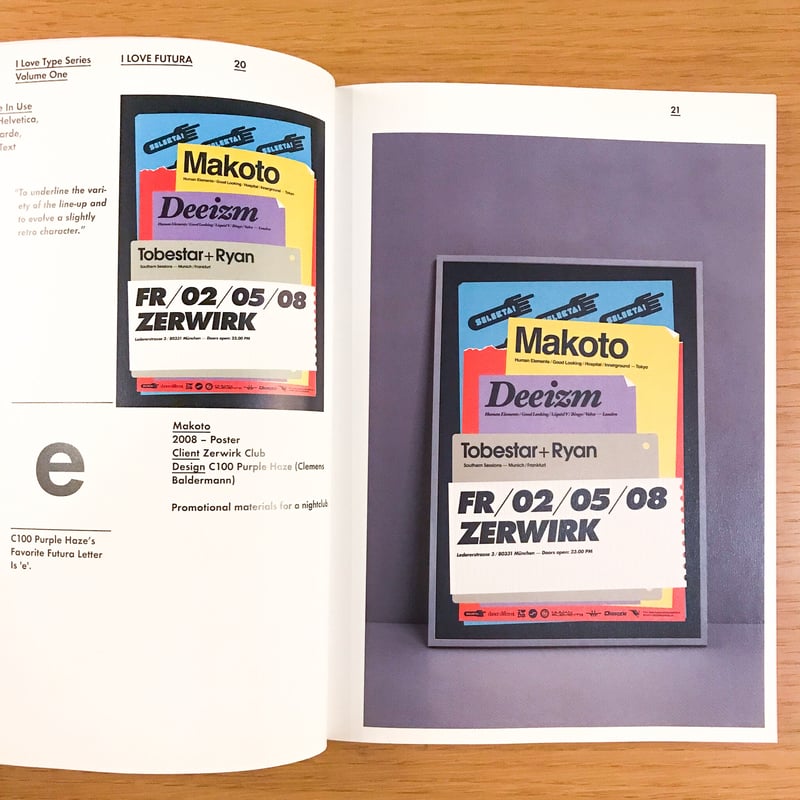 I Love Type Series
Volume One
I LOVE FUTURA
20
e In Use
Helvetica,
arde,
Text
"To underline the vari-
ety of the line-up and
to evolve a slightly
retro character."
SELECTA!
SELECTA!
SELECTA!
Makoto
Human Elements / Good Looking / Hospital / Innerground — Tokyo
Deeizm
Human Elements / Good Looking / Liquid V / Bingo / Valve — London
Tobestar+Ryan
Southern Sessions — Munich / Frankfurt
FR/02/05/08
ZERWIRK
Ledererstrasse 3 / 80331 München — Doors open: 23.00 PM
Makoto
2008 – Poster
Client Zerwirk Club
Design C100 Purple Haze (Clemens
Baldermann)
Promotional materials for a nightclub
e
C100 Purple Haze's
Favorite Futura Letter
Is 'e'.
21
SELECTA!
SELECTA!
SELECTA!
Makoto
Human Elements / Good Looking / Hospital / Innerground — Tokyo
Deeizm
Human Elements / Good Looking / Liquid V / Bingo / Valve — London
Tobestar+Ryan
Southern Sessions — Munich / Frankfurt
FR/02/05/08
ZERWIRK
Ledererstrasse 3 / 80331 München — Doors open: 23.00 PM